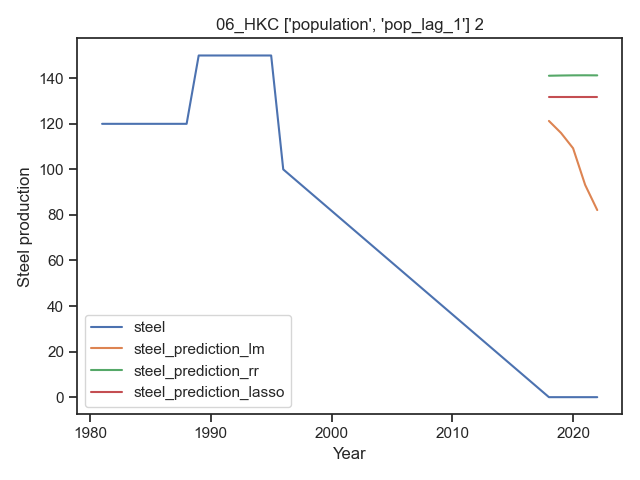 06_HKC ['population', 'pop_lag_1'] 2
Steel production
140
120
100
80
60
40
20
0
steel
steel_prediction_lm
steel_prediction_rr
steel_prediction_lasso
1980
1990
2000
2010
2020
Year